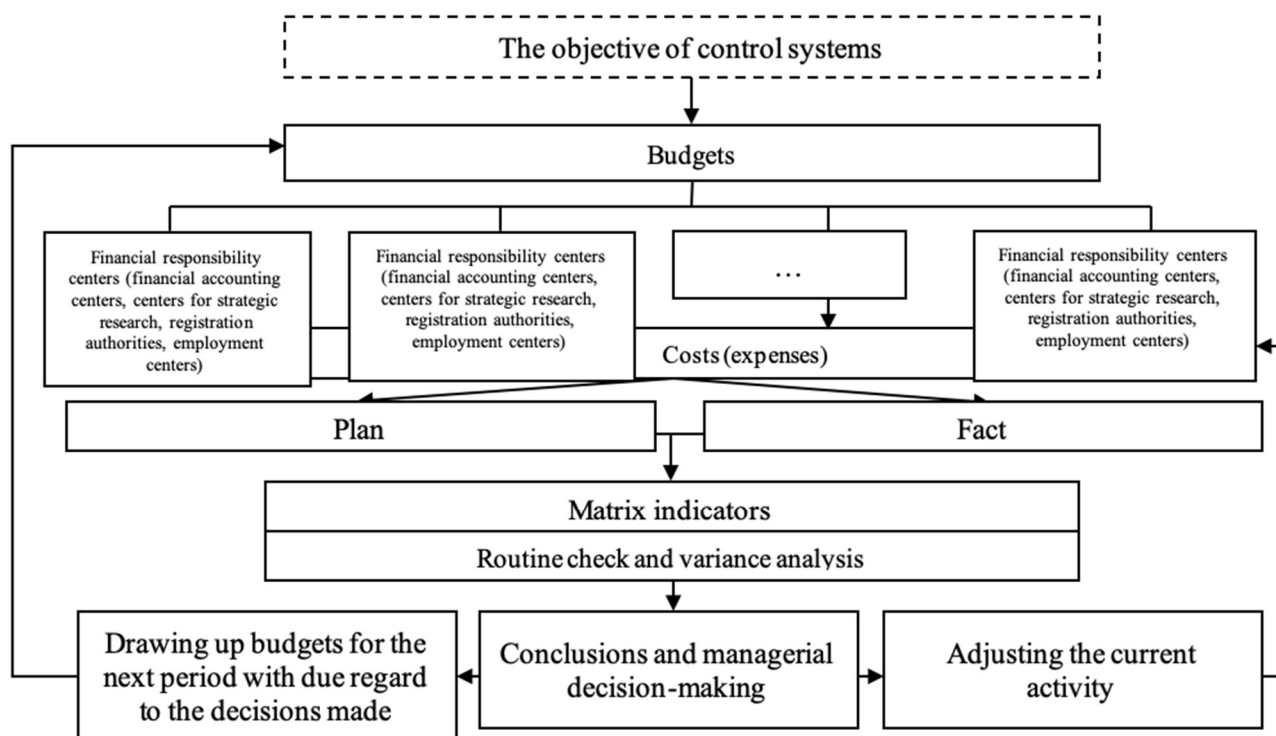 The objective of control systems
Budgets
Financial responsibility
centers (financial accounting
centers, centers for strategic
research, registration
authorities, employment
centers)
Financial responsibility centers
(financial accounting centers,
centers for strategic research,
registration authorities,
employment centers)
...
Financial responsibility centers
(financial accounting centers,
centers for strategic research,
registration authorities,
employment centers)
Costs (expenses)
Plan
Fact
Matrix indicators
Routine check and variance analysis
Drawing up budgets for the
next period with due regard
to the decisions made
Conclusions and managerial
decision-making
Adjusting the current
activity